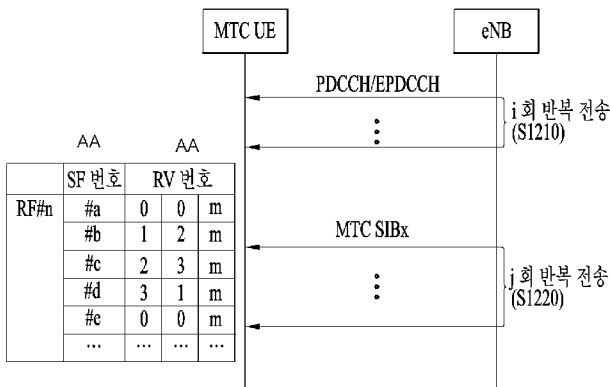 MTC UE
eNB
PDCCH/EPDCCH
i 회 반복 전송
(S1210)
AA AA
SF 번호 RV 번호
RF#n #a 0 0 m
#b 1 2 m
#c 2 3 m
#d 3 1 m
#e 0 0 m
... ... ... ...
MTC SIBx
j 회 반복 전송
(S1220)